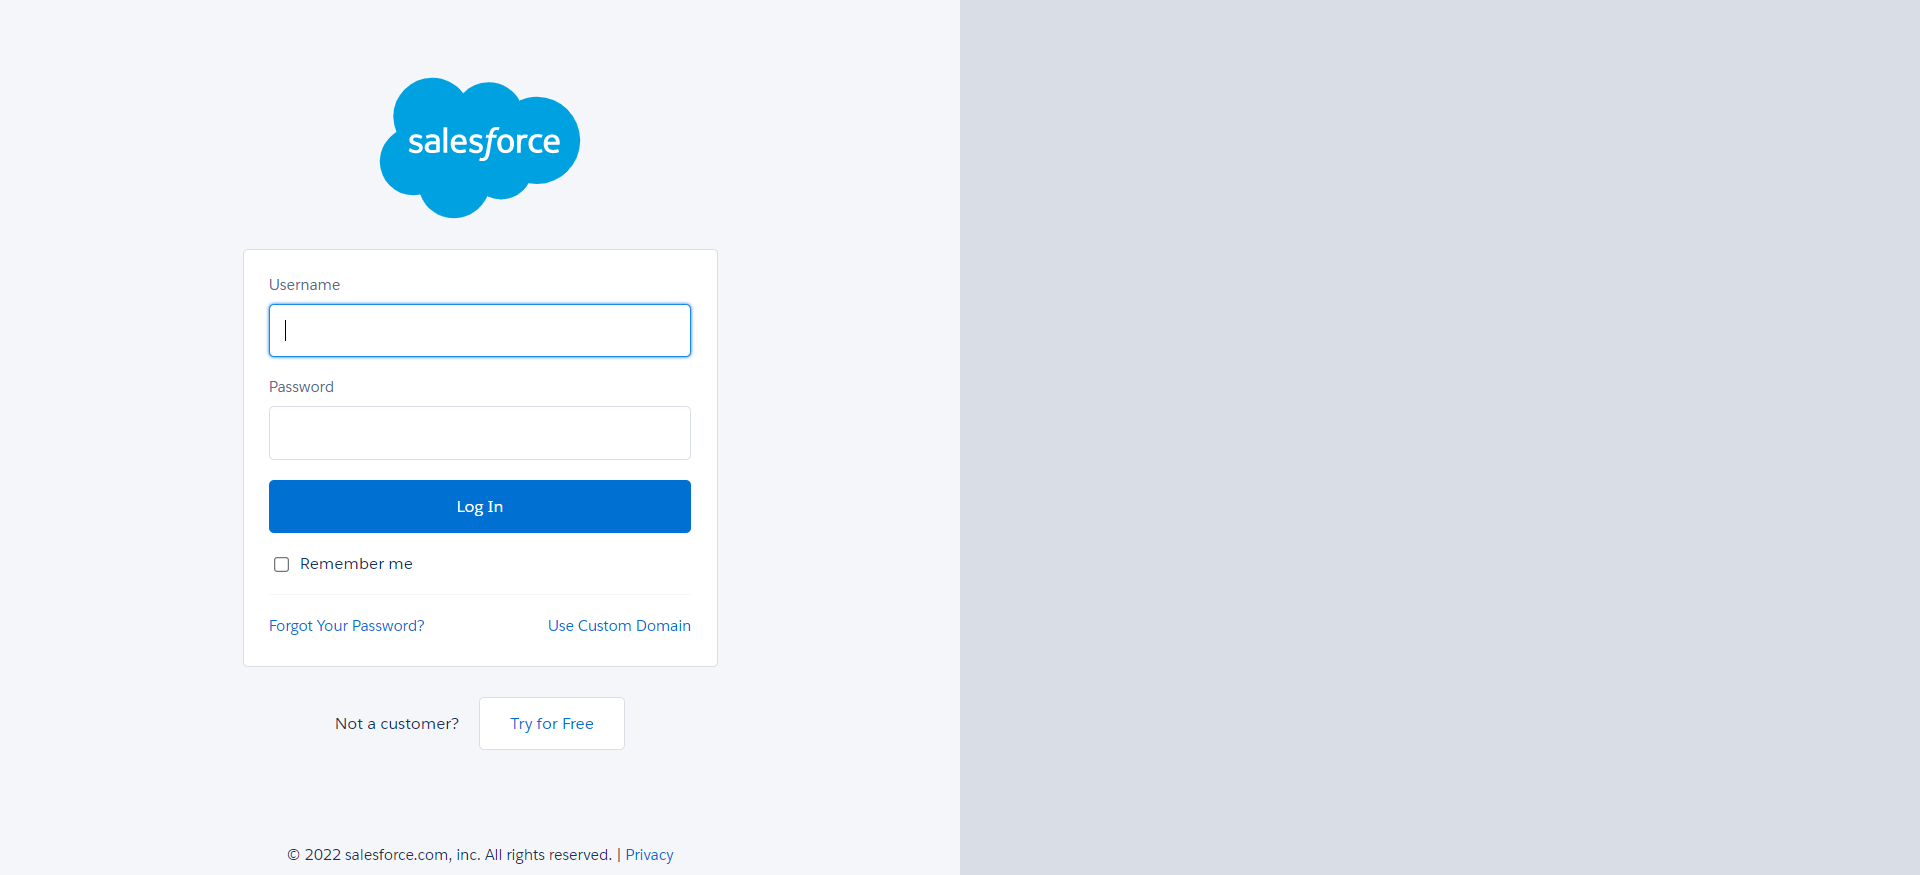 salesforce
Username
Password
Log In
Remember me
Forgot Your Password? Use Custom Domain
Not a customer? Try for Free
© 2022 salesforce.com, inc. All rights reserved. | Privacy